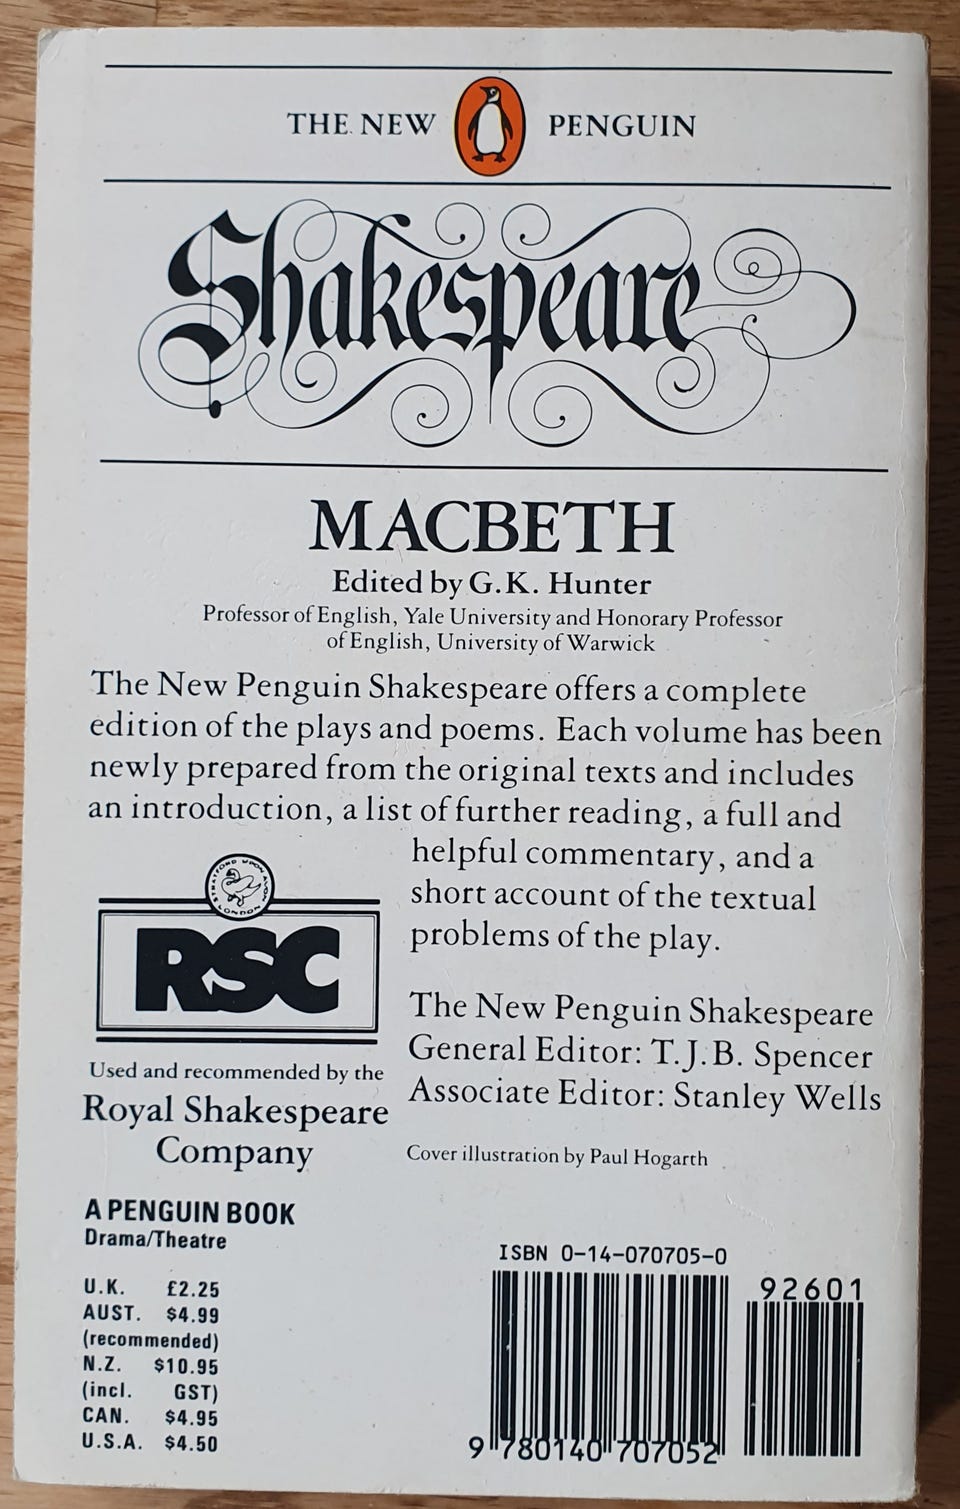 THE NEW PENGUIN
Shakespeare
MACBETH
Edited by G.K. Hunter
Professor of English, Yale University and Honorary Professor
of English, University of Warwick
The New Penguin Shakespeare offers a complete
edition of the plays and poems. Each volume has been
newly prepared from the original texts and includes
an introduction, a list of further reading, a full and
helpful commentary, and a
short account of the textual
problems of the play.
STRATFORD UPON AVON
LONDON
RSC
Used and recommended by the
Royal Shakespeare
Company
The New Penguin Shakespeare
General Editor: T.J.B. Spencer
Associate Editor: Stanley Wells
Cover illustration by Paul Hogarth
A PENGUIN BOOK
Drama/Theatre
U.K. £2.25
AUST. $4.99
(recommended)
N.Z. $10.95
(incl. GST)
CAN. $4.95
U.S.A. $4.50
ISBN 0-14-070705-0
92601
9 780140 707052